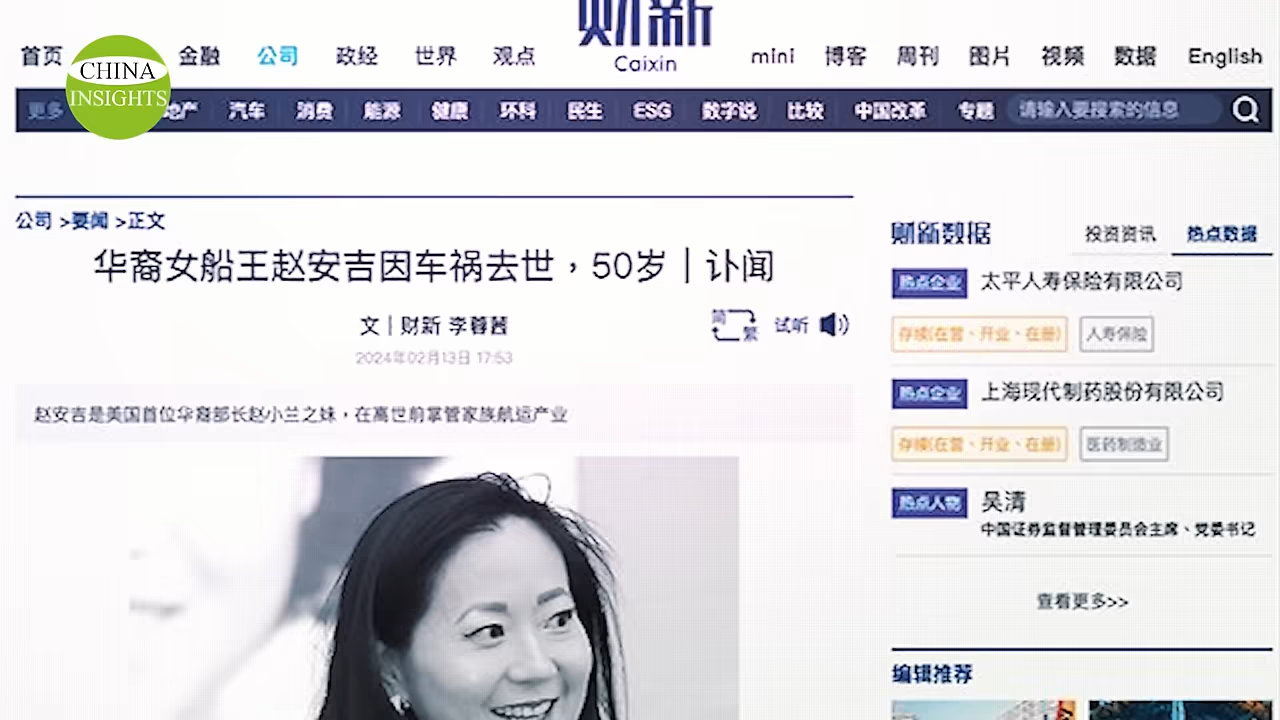 财新
Caixin
首页 金融 公司 政经 世界 观点 mini 博客 周刊 图片 视频 数据 English
CHINA
INSIGHTS
更多 地产 汽车 消费 能源 健康 环科 民生 ESG 数字说 比较 中国改革 专题 请输入要搜索的信息
公司 >要闻 >正文
华裔女船王赵安吉因车祸去世，50岁｜讣闻
文｜财新 李蓉茜
简繁 试听
2024年02月13日 17:53
赵安吉是美国首位华裔部长赵小兰之妹，在离世前掌管家族航运产业
财新数据 投资资讯 热点数据
热点企业 太平人寿保险有限公司
存续(在营、开业、在册) 人寿保险
热点企业 上海现代制药股份有限公司
存续(在营、开业、在册) 医药制造业
热点人物 吴清
中国证券监督管理委员会主席、党委书记
查看更多>>
编辑推荐